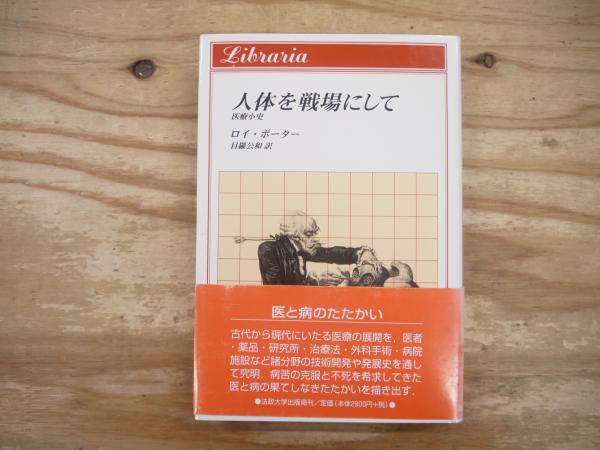 Libraria
人体を戦場にして
医療小史
ロイ・ポーター
目羅公和 訳
医と病のたたかい
古代から現代にいたる医療の展開を，医者
・薬品・研究所・治療法・外科手術・病院
施設など諸分野の技術開発や発展史を通し
て究明．病苦の克服と不死を希求してきた
医と病の果てしなきたたかいを描き出す．
●法政大学出版局刊／定価（本体2800円＋税）●